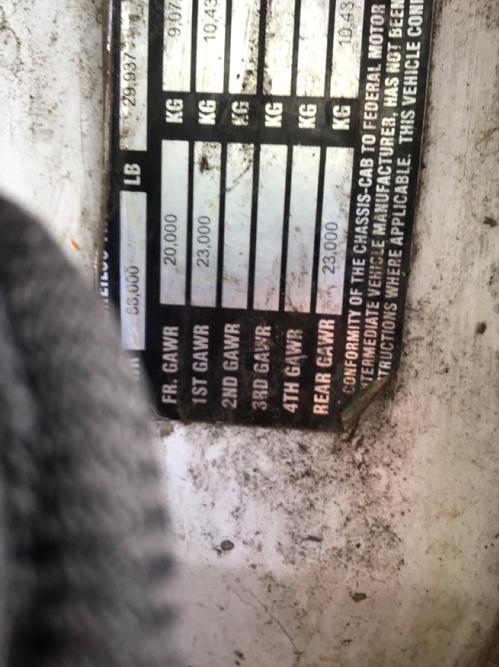 66,000 LB 29,937
FR. GAWR 20,000 KG 9,07
1ST GAWR 23,000 KG 10,43
2ND GAWR KG
3RD GAWR KG
4TH GAWR KG
REAR GAWR 23,000 KG 10,43
CONFORMITY OF THE CHASSIS-CAB TO FEDERAL MOTOR
INTERMEDIATE VEHICLE MANUFACTURER, HAS NOT BEEN
TRUCTIONS WHERE APPLICABLE. THIS VEHICLE CON